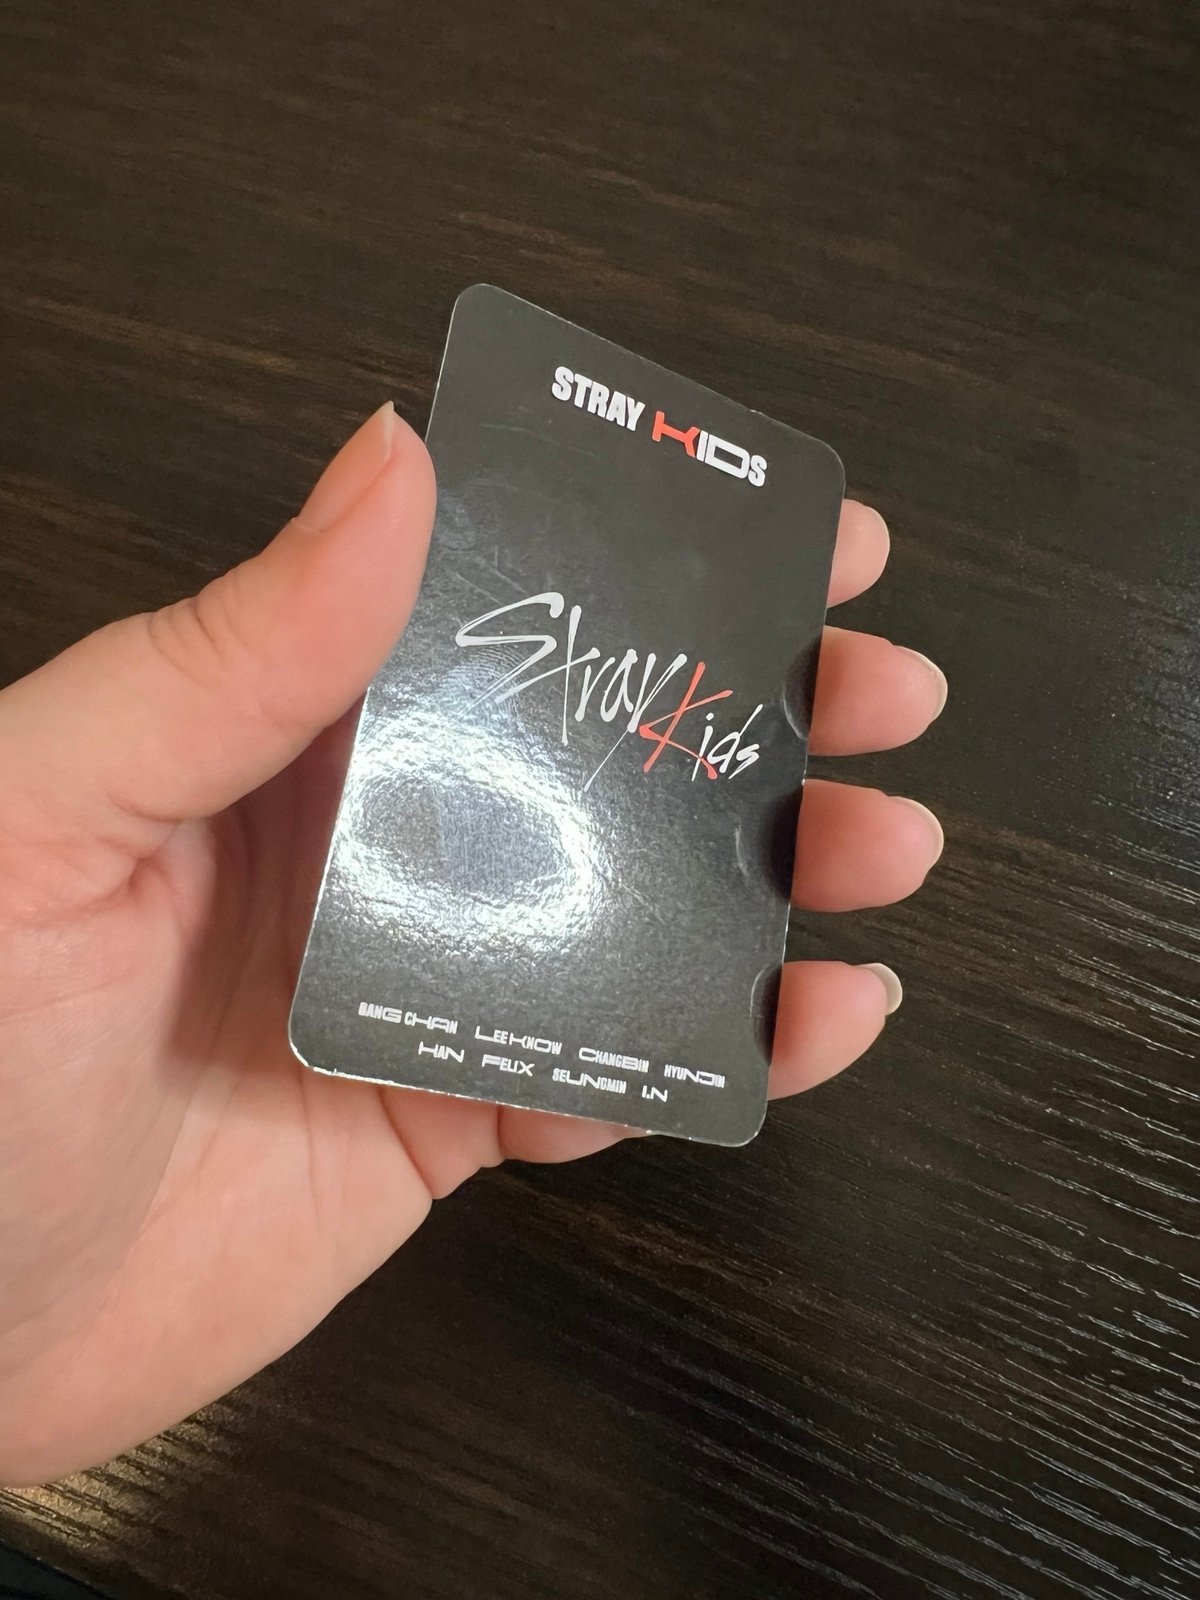 STRAY KIDS
Stray Kids
BANG CHAN LEE KNOW CHANGBIN HYUNJIN
HAN FELIX SEUNGMIN I.N